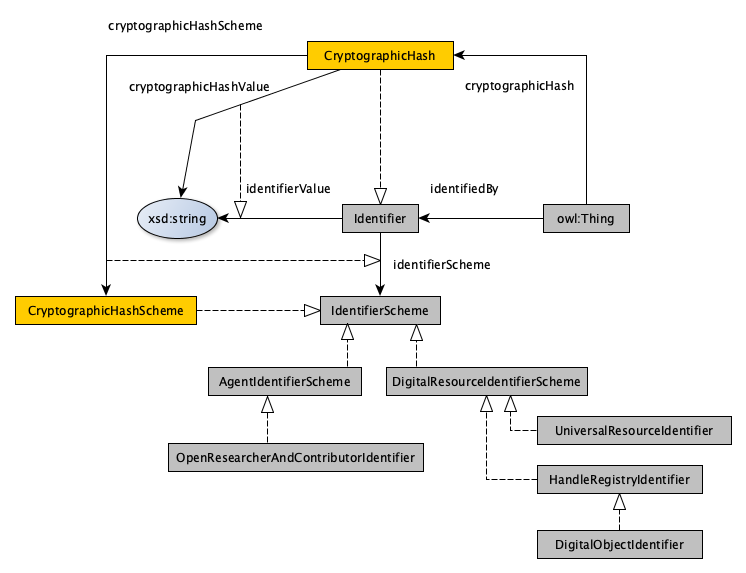 cryptographicHashScheme
CryptographicHash
cryptographicHashValue
cryptographicHash
identifierValue
identifiedBy
xsd:string
Identifier
owl:Thing
identifierScheme
CryptographicHashScheme
IdentifierScheme
AgentIdentifierScheme
DigitalResourceIdentifierScheme
UniversalResourceIdentifier
OpenResearcherAndContributorIdentifier
HandleRegistryIdentifier
DigitalObjectIdentifier